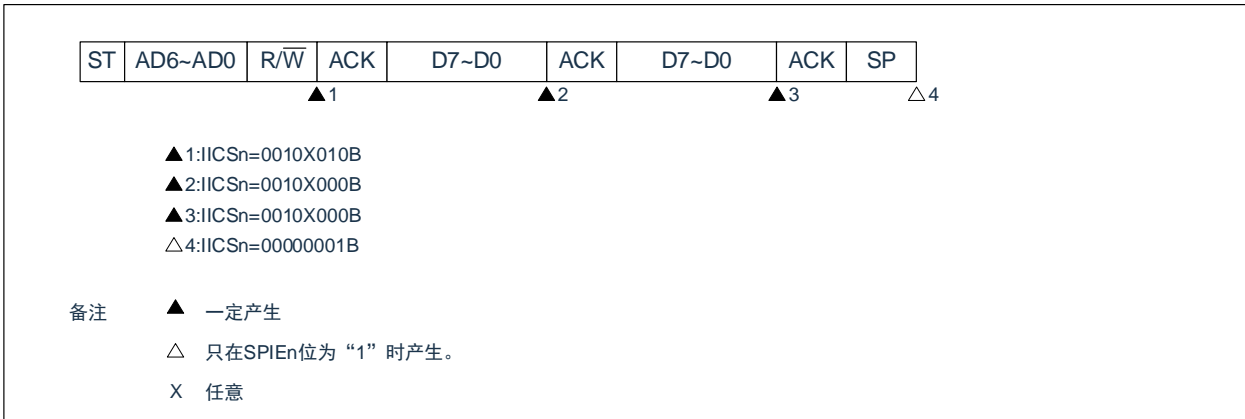 ST AD6~AD0 R/W̅ ACK D7~D0 ACK D7~D0 ACK SP
▲1 ▲2 ▲3 △4
▲1:IICSn=0010X010B
▲2:IICSn=0010X000B
▲3:IICSn=0010X000B
△4:IICSn=00000001B
备注 ▲ 一定产生
△ 只在SPIEn位为“1”时产生。
X 任意